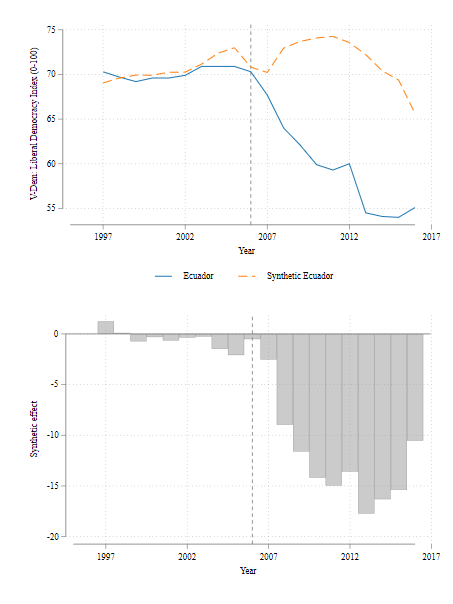 75
70
65
60
55
V-Dem: Liberal Democracy Index (0-100)
1997 2002 2007 2012 2017
Year
Ecuador Synthetic Ecuador
0
-5
-10
-15
-20
Synthetic effect
1997 2002 2007 2012 2017
Year